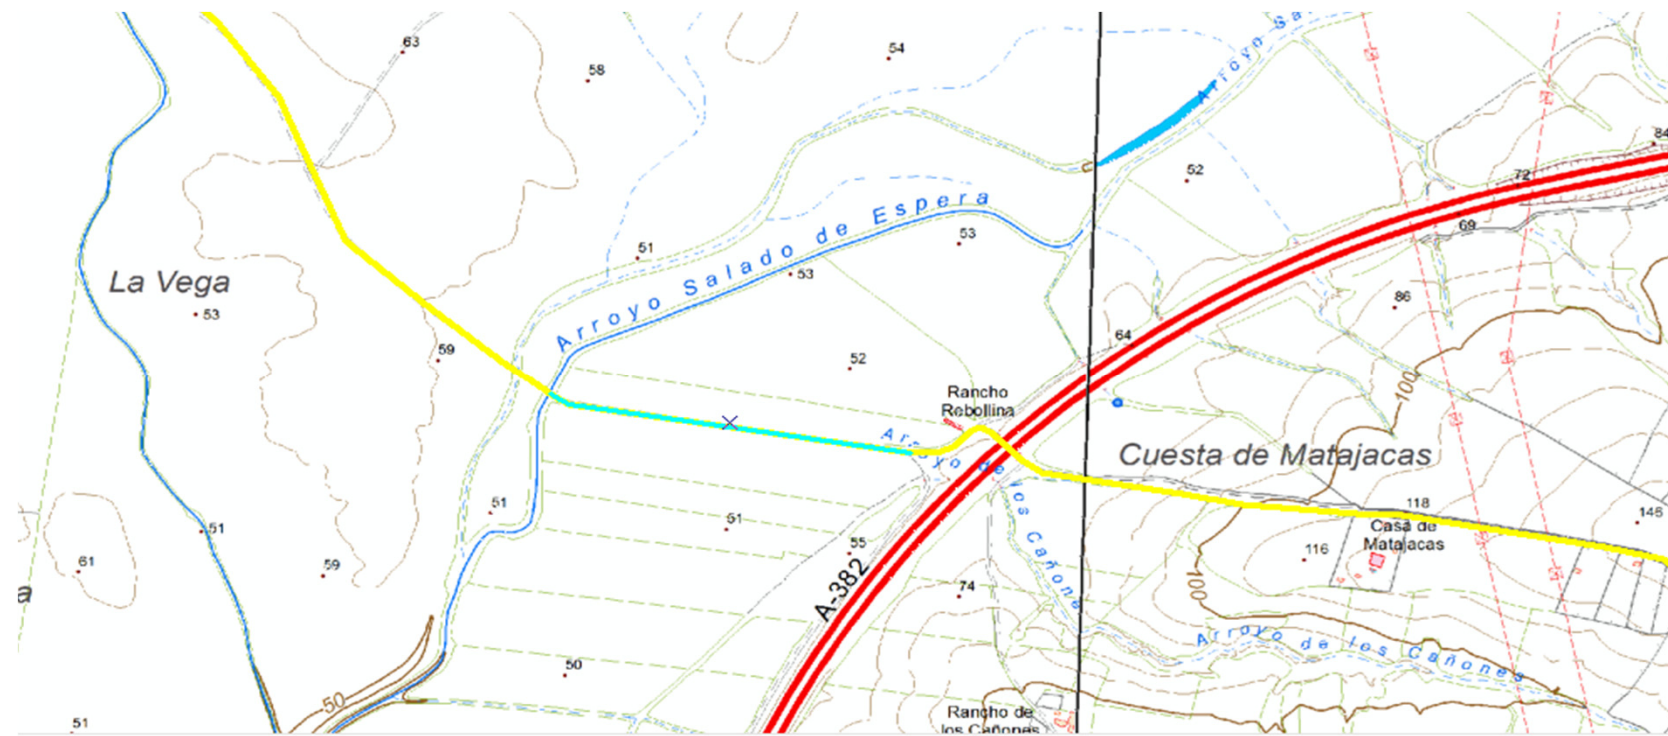 63
54
58
Arroyo Sa
84
52
72
69
Arroyo Salado de Espera
51
53
53
La Vega
53
86
64
59
52
100
Rancho
Rebollina
Arroyo de los Cañones
Cuesta de Matajacas
51
51
51
118
146
Casa de
Matajacas
55
116
61
59
A-382
74
100
a
Arroyo de los Cañones
50
50
51
Rancho de
los Cañones